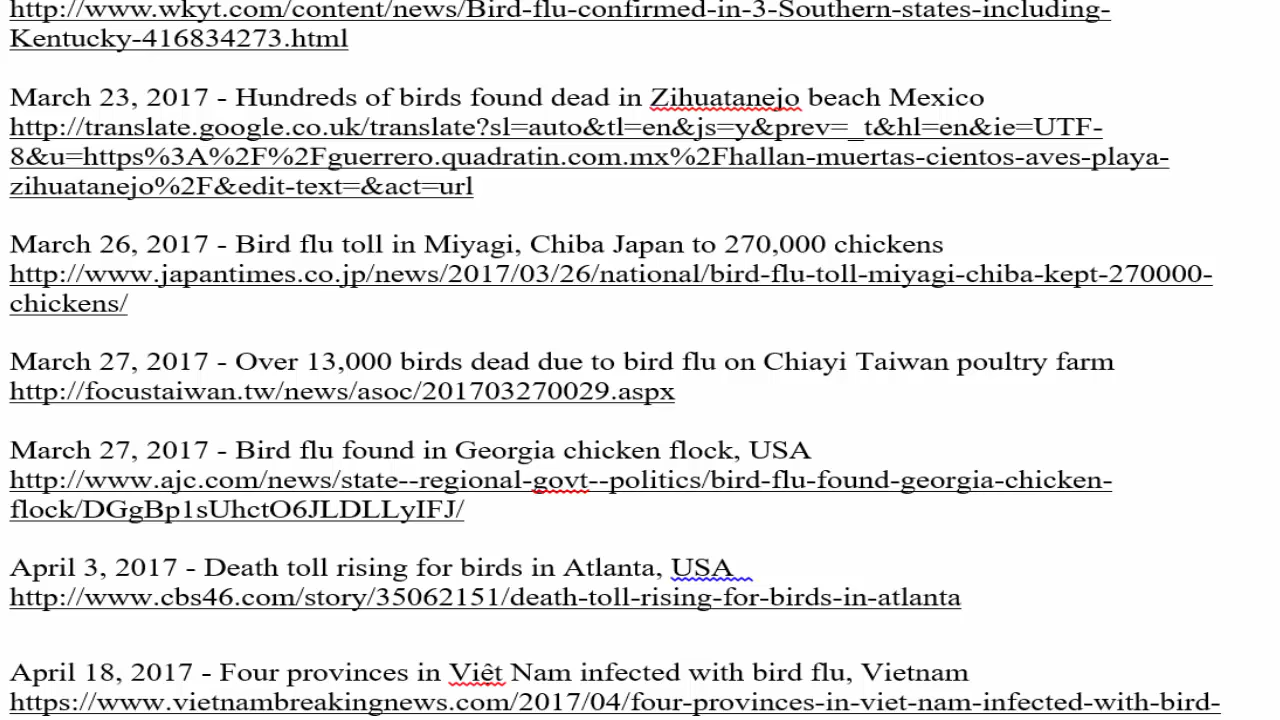 http://www.wkyt.com/content/news/Bird-flu-confirmed-in-3-Southern-states-including-
Kentucky-416834273.html
March 23, 2017 - Hundreds of birds found dead in Zihuatanejo beach Mexico
http://translate.google.co.uk/translate?sl=auto&tl=en&js=y&prev=_t&hl=en&ie=UTF-
8&u=https%3A%2F%2Fguerrero.quadratin.com.mx%2Fhallan-muertas-cientos-aves-playa-
zihuatanejo%2F&edit-text=&act=url
March 26, 2017 - Bird flu toll in Miyagi, Chiba Japan to 270,000 chickens
http://www.japantimes.co.jp/news/2017/03/26/national/bird-flu-toll-miyagi-chiba-kept-270000-
chickens/
March 27, 2017 - Over 13,000 birds dead due to bird flu on Chiayi Taiwan poultry farm
http://focustaiwan.tw/news/asoc/201703270029.aspx
March 27, 2017 - Bird flu found in Georgia chicken flock, USA
http://www.ajc.com/news/state--regional-govt--politics/bird-flu-found-georgia-chicken-
flock/DGgBp1sUhctO6JLDLLyIFJ/
April 3, 2017 - Death toll rising for birds in Atlanta, USA
http://www.cbs46.com/story/35062151/death-toll-rising-for-birds-in-atlanta
April 18, 2017 - Four provinces in Việt Nam infected with bird flu, Vietnam
https://www.vietnambreakingnews.com/2017/04/four-provinces-in-viet-nam-infected-with-bird-